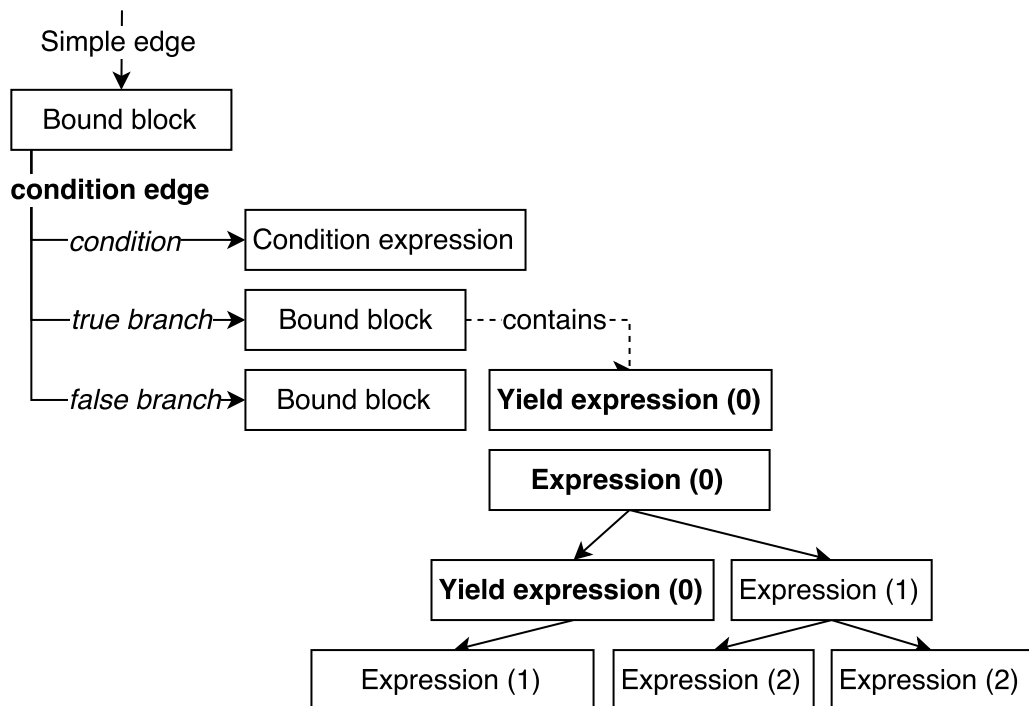 Simple edge
Bound block
condition edge
condition
Condition expression
true branch
Bound block
contains
false branch
Bound block
Yield expression (0)
Expression (0)
Yield expression (0)
Expression (1)
Expression (1)
Expression (2)
Expression (2)